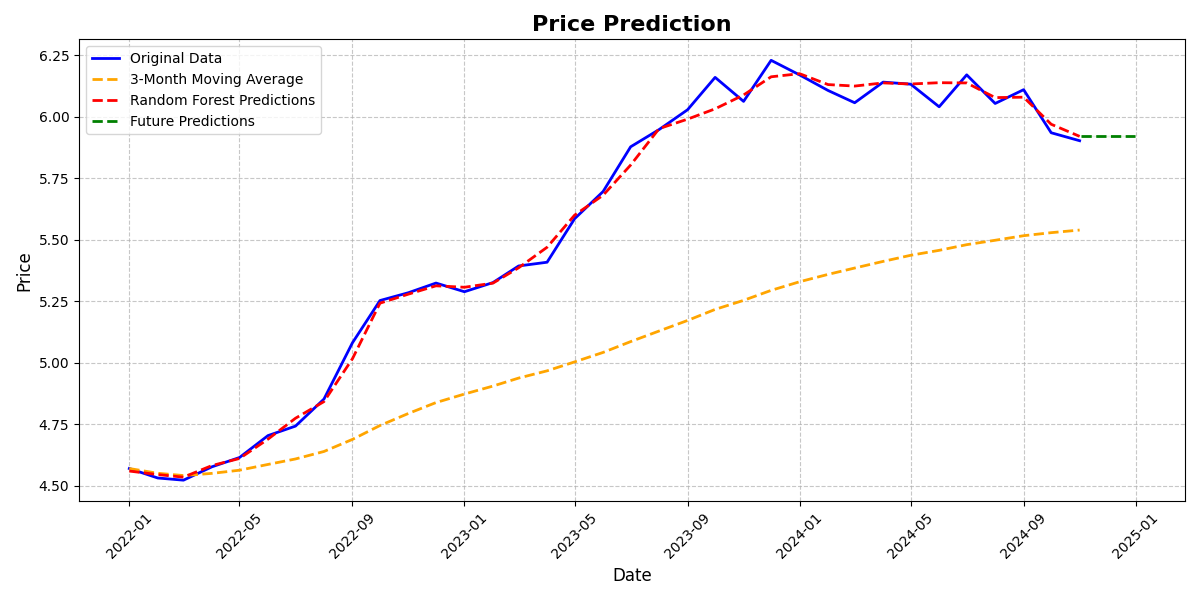 Price Prediction
Original Data
3-Month Moving Average
Random Forest Predictions
Future Predictions
6.25
6.00
5.75
5.50
5.25
5.00
4.75
4.50
Price
2022-01
2022-05
2022-09
2023-01
2023-05
2023-09
2024-01
2024-05
2024-09
2025-01
Date